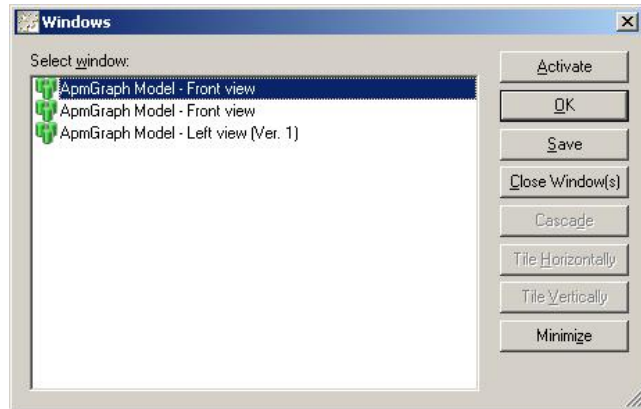 Windows
Select window:
ApmGraph Model - Front view
ApmGraph Model - Front view
ApmGraph Model - Left view (Ver. 1)
Activate
OK
Save
Close Window(s)
Cascade
Tile Horizontally
Tile Vertically
Minimize